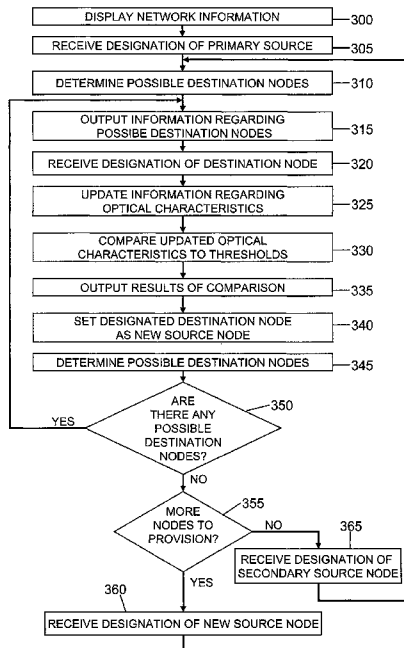 DISPLAY NETWORK INFORMATION
300
RECEIVE DESIGNATION OF PRIMARY SOURCE
305
DETERMINE POSSIBLE DESTINATION NODES
310
OUTPUT INFORMATION REGARDING
POSSIBE DESTINATION NODES
315
RECEIVE DESIGNATION OF DESTINATION NODE
320
UPDATE INFORMATION REGARDING
OPTICAL CHARACTERISTICS
325
COMPARE UPDATED OPTICAL
CHARACTERISTICS TO THRESHOLDS
330
OUTPUT RESULTS OF COMPARISON
335
SET DESIGNATED DESTINATION NODE
AS NEW SOURCE NODE
340
DETERMINE POSSIBLE DESTINATION NODES
345
ARE
THERE ANY
POSSIBLE
DESTINATION
NODES?
350
YES
NO
MORE
NODES TO
PROVISION?
355
NO
365
RECEIVE DESIGNATION OF
SECONDARY SOURCE NODE
YES
360
RECEIVE DESIGNATION OF NEW SOURCE NODE